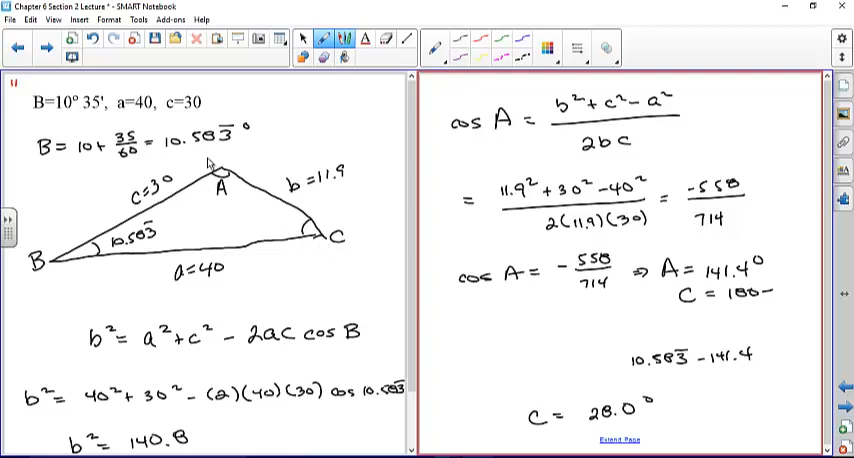 Chapter 6 Section 2 Lecture * - SMART Notebook
File Edit View Insert Format Tools Add-ons Help
11
B=10° 35', a=40, c=30
B = 10 + 35/60 = 10.583̅°
c=30
A
b=11.9
B
10.583̅
C
a=40
b² = a² + c² - 2ac cos B
b² = 40² + 30² - (2)(40)(30) cos 10.583̅
b² = 140.8
cos A = b² + c² - a² / 2bc
= 11.9² + 30² - 40² / 2(11.9)(30) = -558 / 714
cos A = - 558/714 ⇒ A = 141.4°
C = 180 -
10.583̅ - 141.4
C = 28.0°
Extend Page